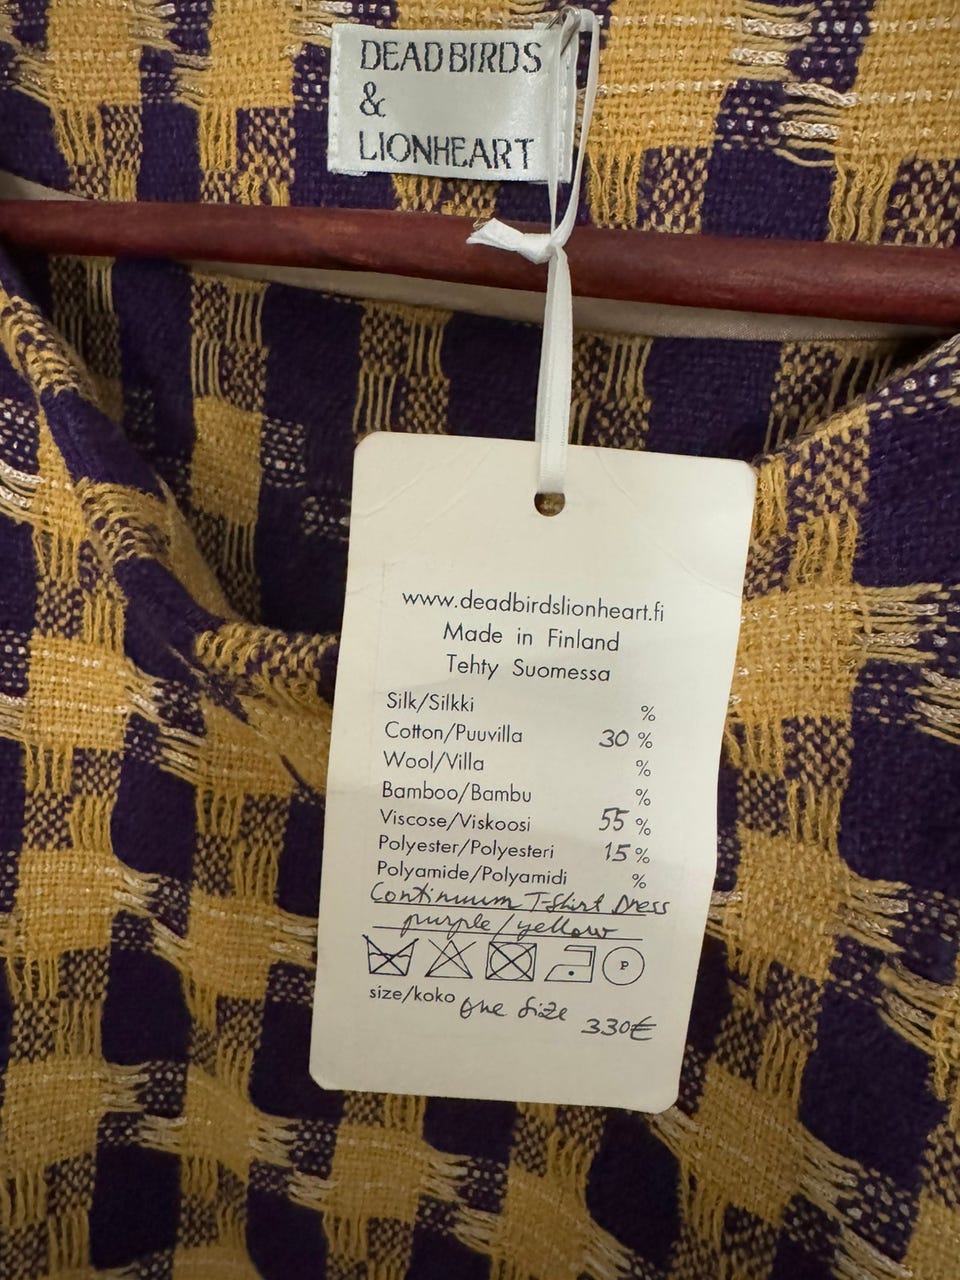 DEAD BIRDS
&
LIONHEART
www.deadbirdslionheart.fi
Made in Finland
Tehty Suomessa
Silk/Silkki %
Cotton/Puuvilla 30 %
Wool/Villa %
Bamboo/Bambu %
Viscose/Viskoosi 55 %
Polyester/Polyesteri 15 %
Polyamide/Polyamidi %
Continuum T-Shirt Dress
purple/yellow
P
size/koko One Size 330€